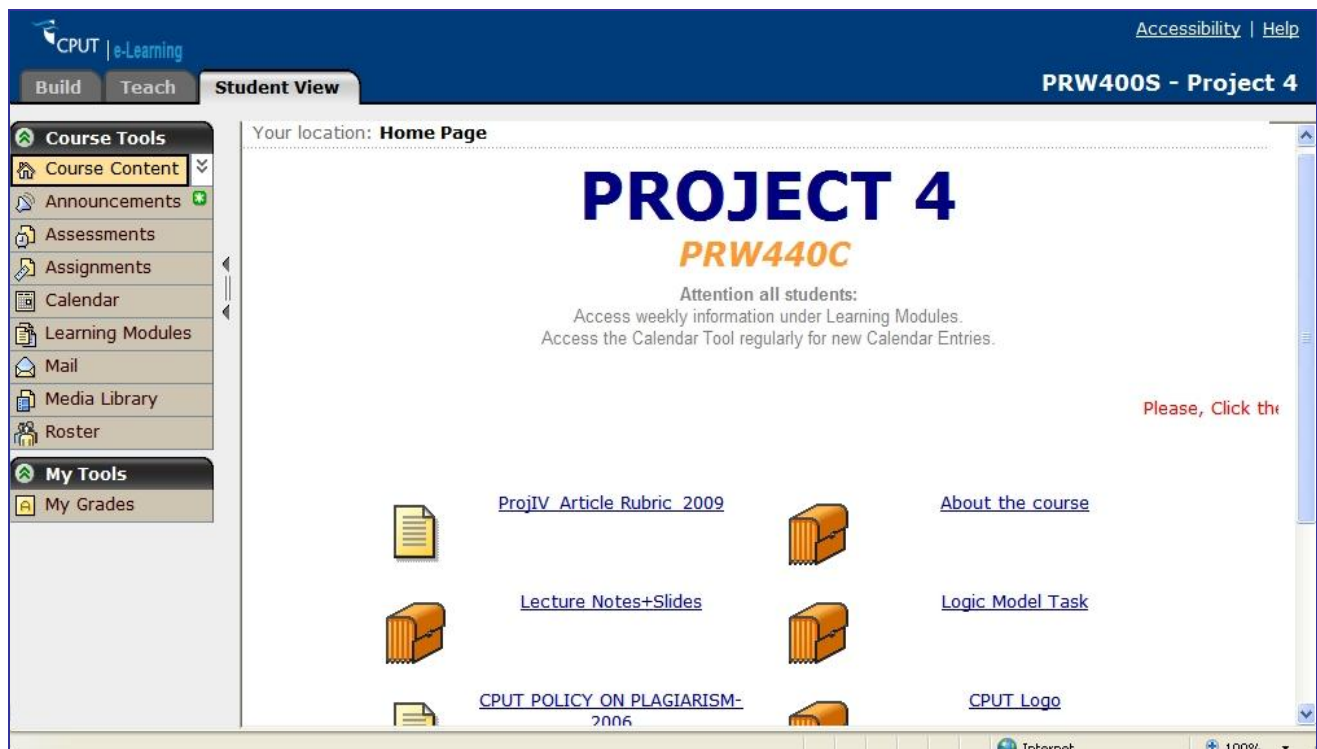 CPUT | e-Learning
Accessibility | Help
Build
Teach
Student View
PRW400S - Project 4
Course Tools
Course Content
Announcements
Assessments
Assignments
Calendar
Learning Modules
Mail
Media Library
Roster
My Tools
My Grades
Your location: Home Page
PROJECT 4
PRW440C
Attention all students:
Access weekly information under Learning Modules.
Access the Calendar Tool regularly for new Calendar Entries.
Please, Click the
ProjIV Article Rubric 2009
About the course
Lecture Notes+Slides
Logic Model Task
CPUT POLICY ON PLAGIARISM-
2006
CPUT Logo
Internet
100%